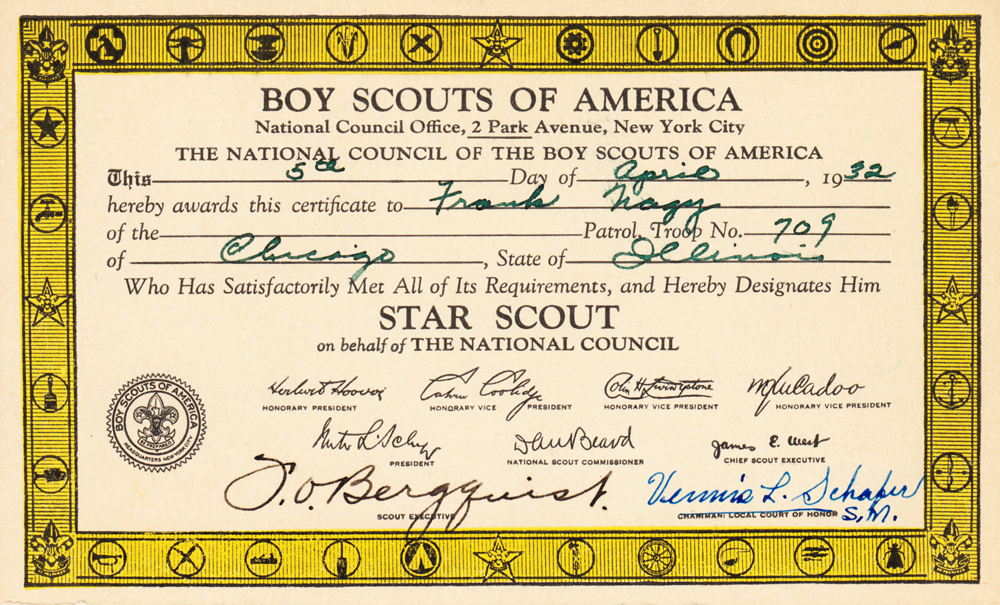 BOY SCOUTS OF AMERICA
National Council Office, 2 Park Avenue, New York City
THE NATIONAL COUNCIL OF THE BOY SCOUTS OF AMERICA
This 5th Day of April, 1932
hereby awards this certificate to Frank Nagy
of the Patrol, Troop No. 709
of Chicago, State of Illinois
Who Has Satisfactorily Met All of Its Requirements, and Hereby Designates Him
STAR SCOUT
on behalf of THE NATIONAL COUNCIL
Herbert Hoover Calvin Coolidge Colin H. Livingstone W G McAdoo
HONORARY PRESIDENT HONORARY VICE PRESIDENT HONORARY VICE PRESIDENT HONORARY VICE PRESIDENT
BOY SCOUTS OF AMERICA
BE PREPARED
HEADQUARTERS NEW YORK CITY
Dan Beard James E. West
PRESIDENT NATIONAL SCOUT COMMISSIONER CHIEF SCOUT EXECUTIVE
Bergquist. Vennis L. Schafer
SCOUT EXECUTIVE CHAIRMAN: LOCAL COURT OF HONOR S.M.